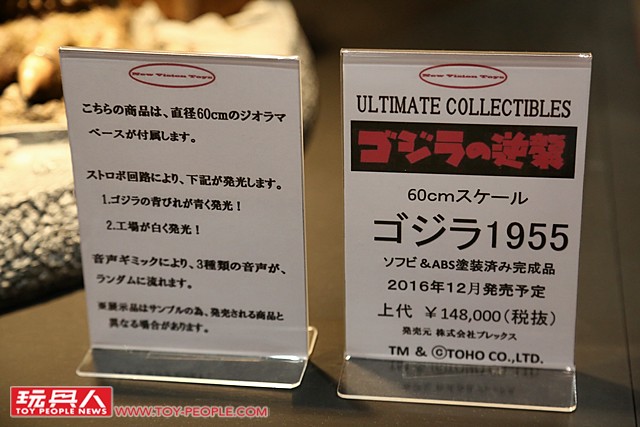 New Vision Toys
こちらの商品は、直径60cmのジオラマ
ベースが付属します。
ストロボ回路により、下記が発光します。
1.ゴジラの背びれが青く発光！
2.工場が白く発光！
音声ギミックにより、3種類の音声が、
ランダムに流れます。
※展示品はサンプルの為、発売される商品と
異なる場合があります。
New Vision Toys
ULTIMATE COLLECTIBLES
ゴジラの逆襲
60cmスケール
ゴジラ1955
ソフビ＆ABS塗装済み完成品
2016年12月発売予定
上代 ￥148,000（税抜）
発売元 株式会社プレックス
TM & ©TOHO CO.,LTD.
玩具人
TOY PEOPLE NEWS
WWW.TOY-PEOPLE.COM